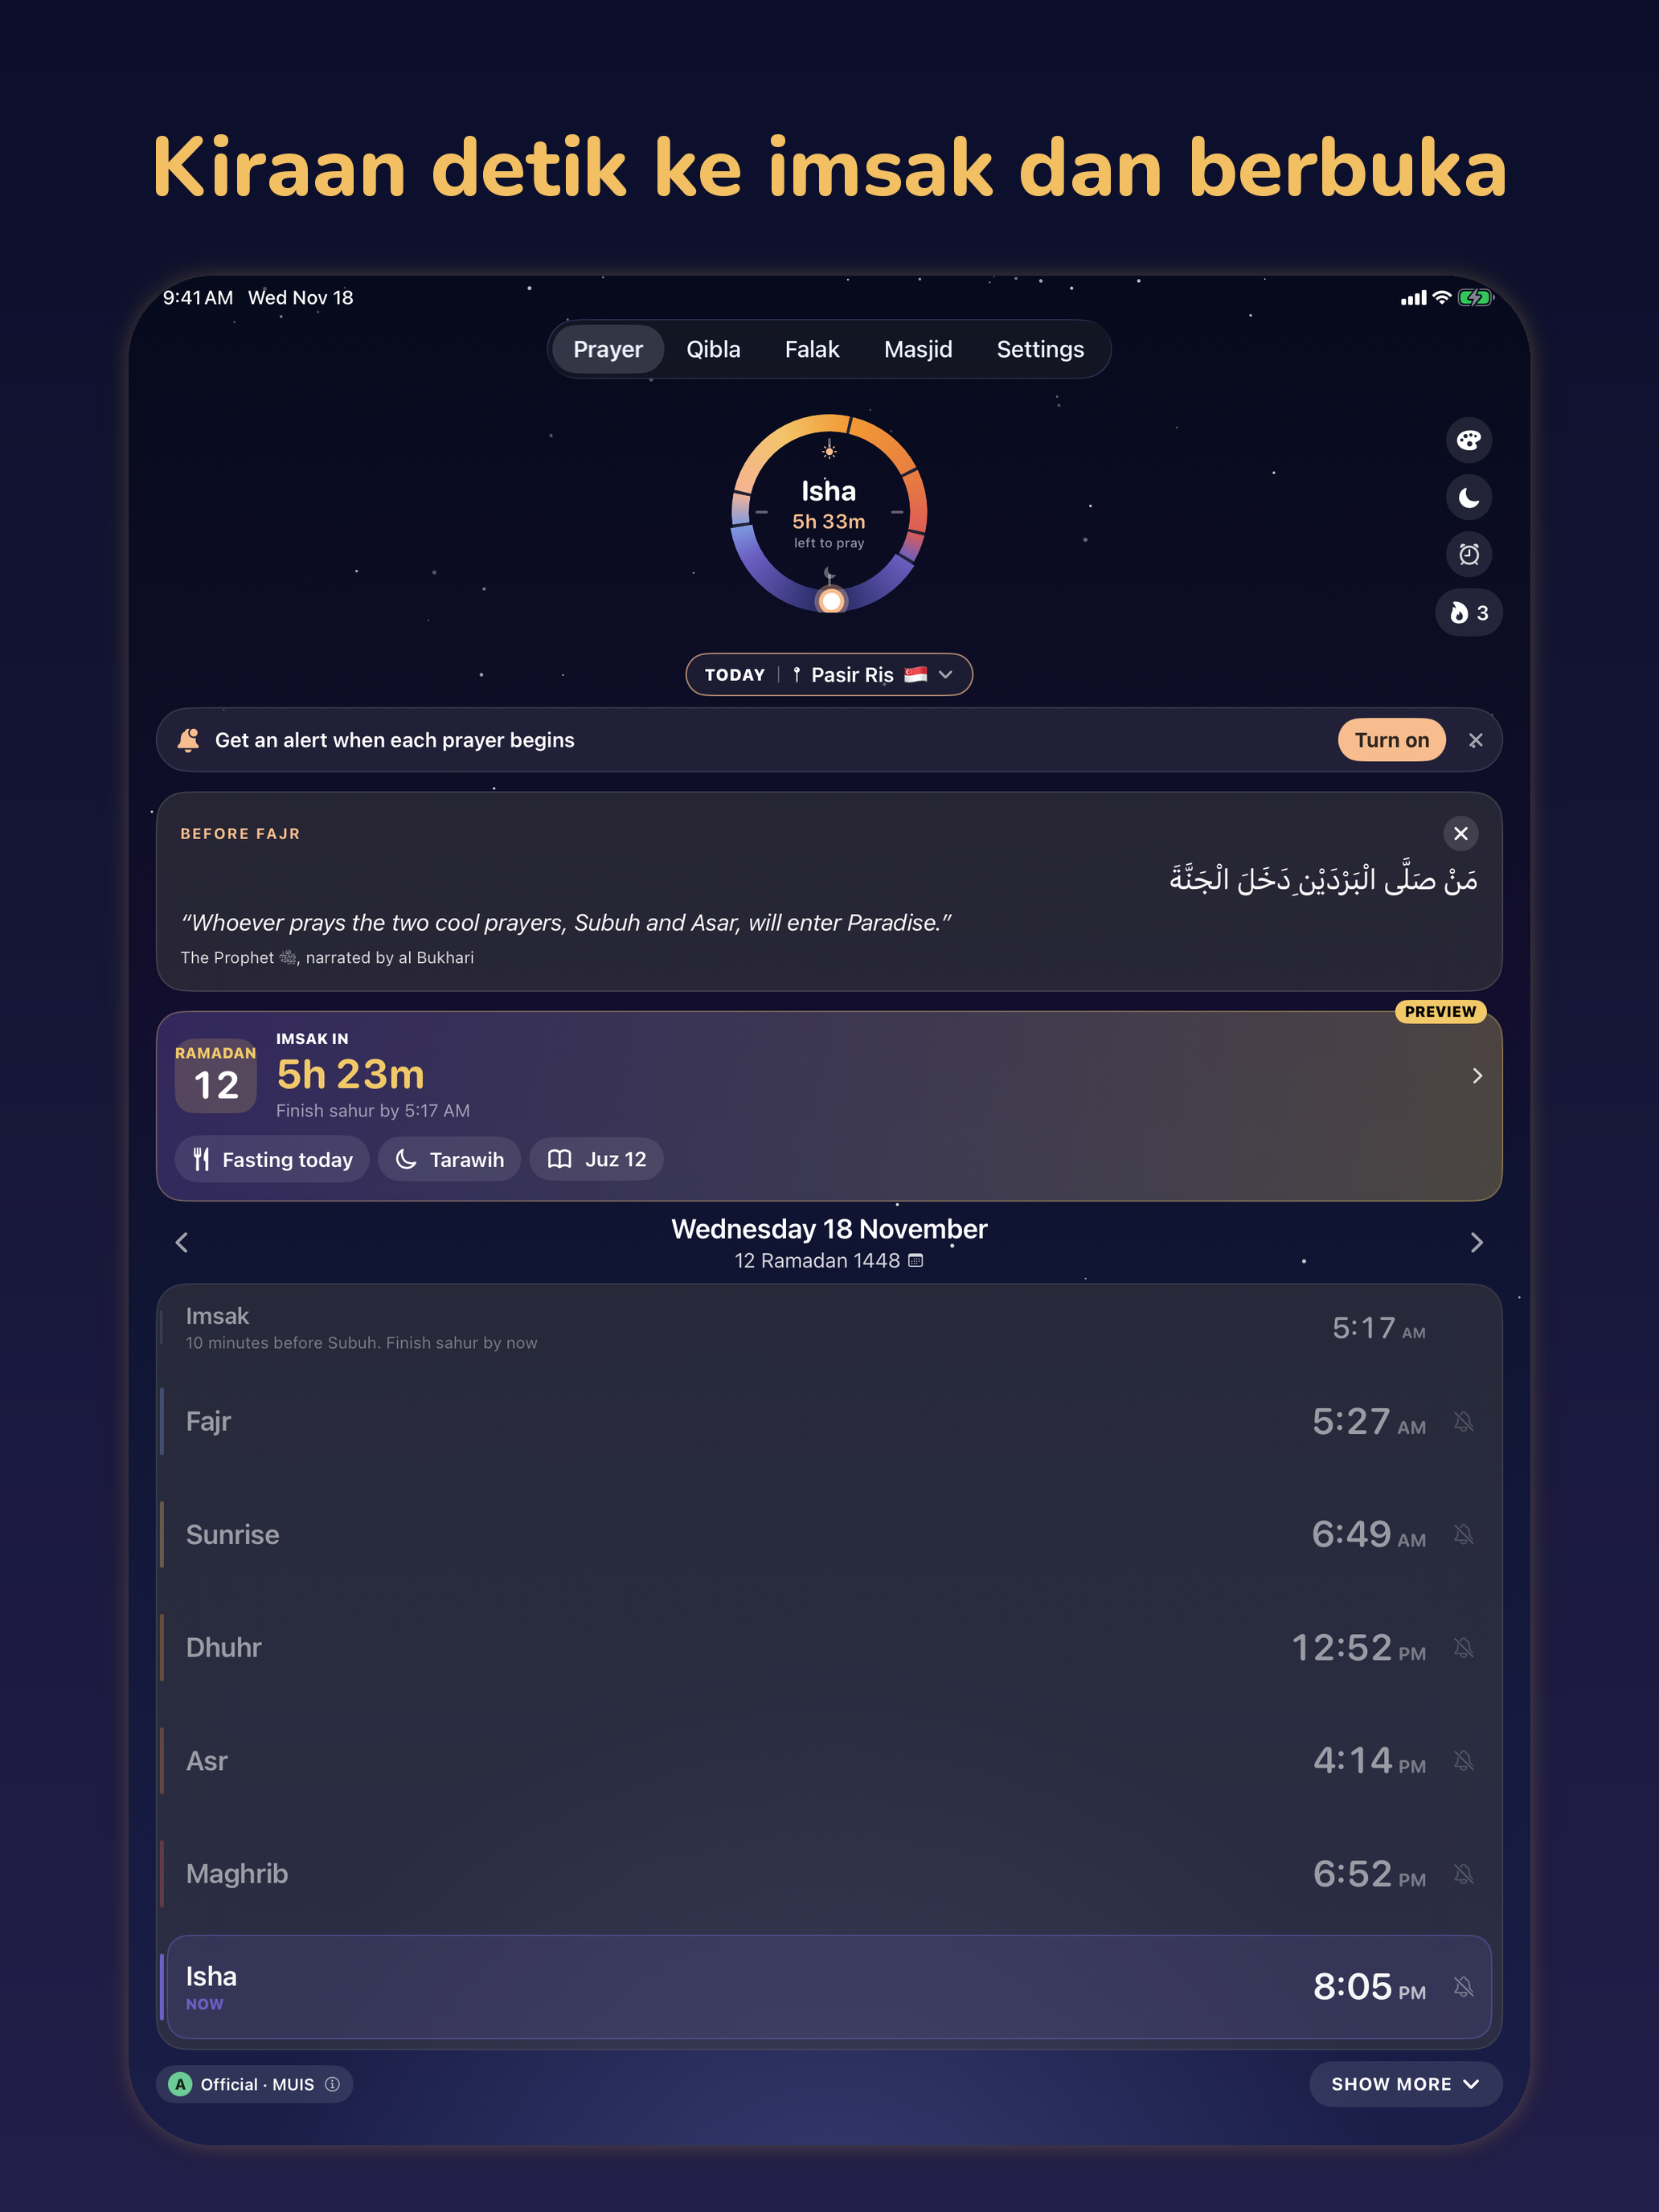 Kiraan detik ke imsak dan berbuka
9:41 AM Wed Nov 18
Prayer Qibla Falak Masjid Settings
Isha
5h 33m
left to pray
3
TODAY Pasir Ris
Get an alert when each prayer begins Turn on
BEFORE FAJR
مَنْ صَلَّى الْبَرْدَيْنِ دَخَلَ الْجَنَّةَ
“Whoever prays the two cool prayers, Subuh and Asar, will enter Paradise.”
The Prophet ﷺ, narrated by al Bukhari
PREVIEW
RAMADAN
12
IMSAK IN
5h 23m
Finish sahur by 5:17 AM
Fasting today Tarawih Juz 12
Wednesday 18 November
12 Ramadan 1448
Imsak 5:17 AM
10 minutes before Subuh. Finish sahur by now
Fajr 5:27 AM
Sunrise 6:49 AM
Dhuhr 12:52 PM
Asr 4:14 PM
Maghrib 6:52 PM
Isha 8:05 PM
NOW
A Official · MUIS
SHOW MORE